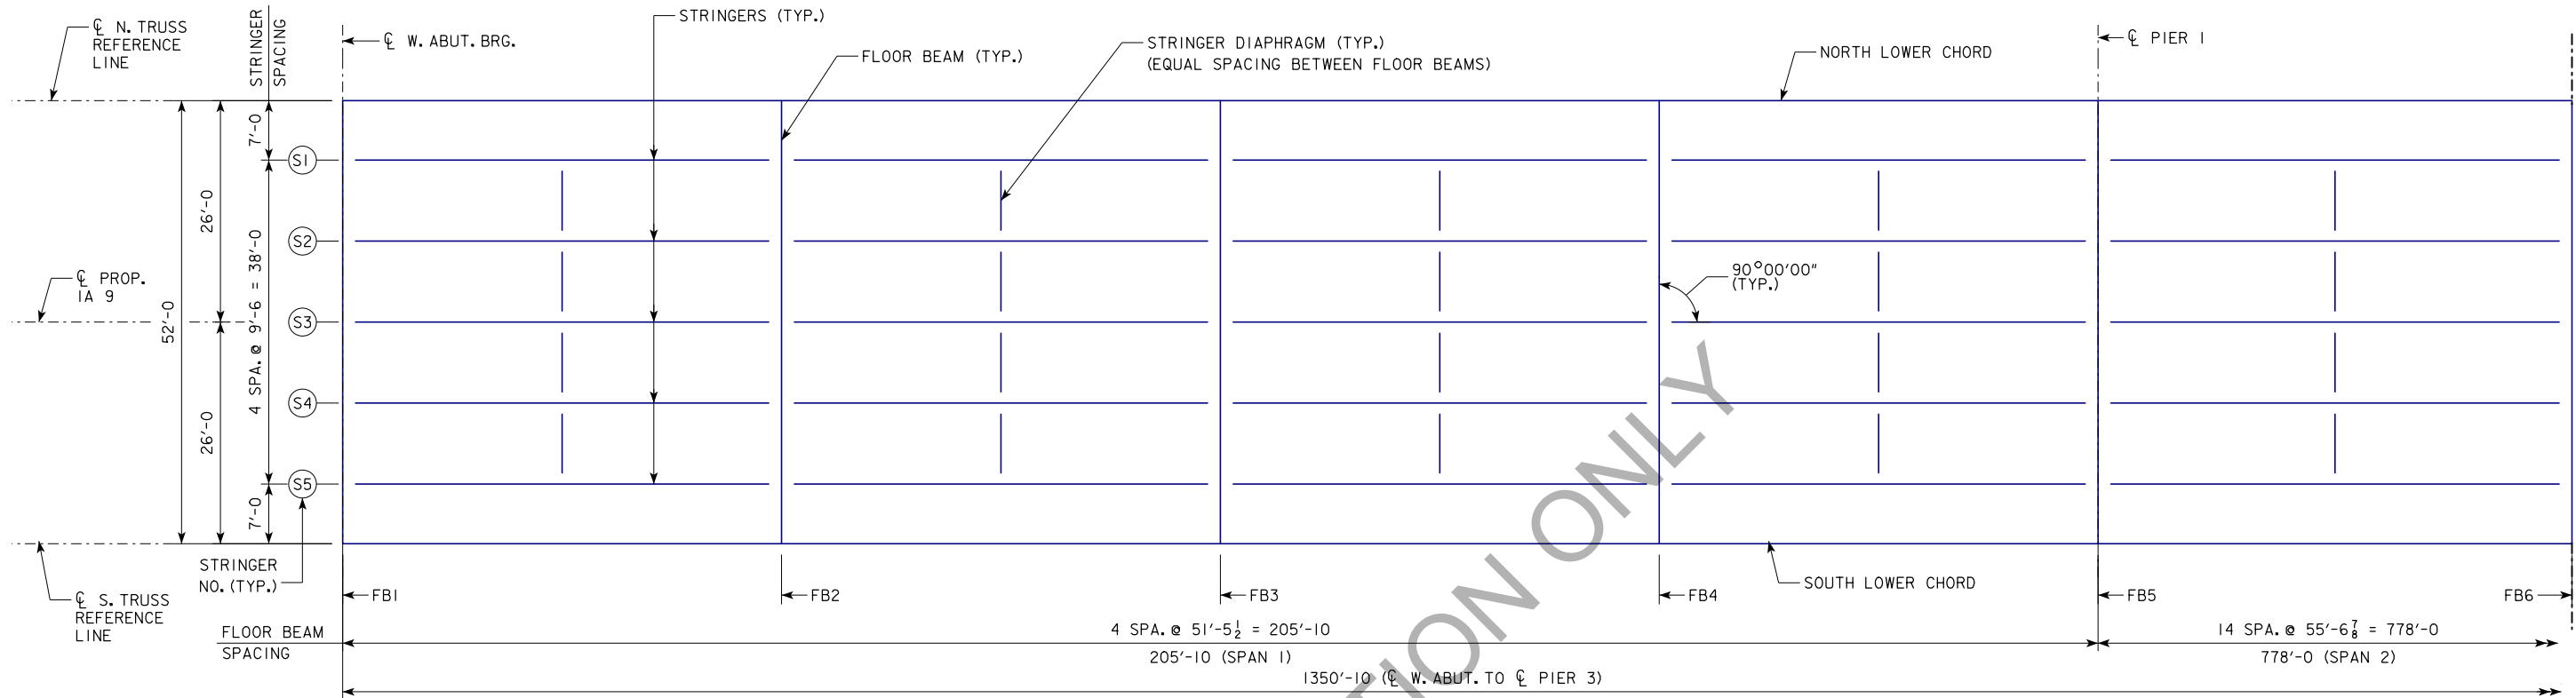 ℄ N. TRUSS
REFERENCE
LINE
STRINGER
SPACING
℄ W. ABUT. BRG.
STRINGERS (TYP.)
FLOOR BEAM (TYP.)
STRINGER DIAPHRAGM (TYP.)
(EQUAL SPACING BETWEEN FLOOR BEAMS)
NORTH LOWER CHORD
℄ PIER 1
7'-0
S1
26'-0
S2
4 SPA. @ 9'-6 = 38'-0
90°00'00"
(TYP.)
℄ PROP.
IA 9
52'-0
S3
26'-0
S4
S5
7'-0
STRINGER
NO. (TYP.)
℄ S. TRUSS
REFERENCE
LINE
SOUTH LOWER CHORD
FB1
FB2
FB3
FB4
FB5
FB6
FLOOR BEAM
SPACING
4 SPA. @ 51'-5½ = 205'-10
205'-10 (SPAN 1)
14 SPA. @ 55'-6⅞ = 778'-0
778'-0 (SPAN 2)
1350'-10 (℄ W. ABUT. TO ℄ PIER 3)
TION ONLY